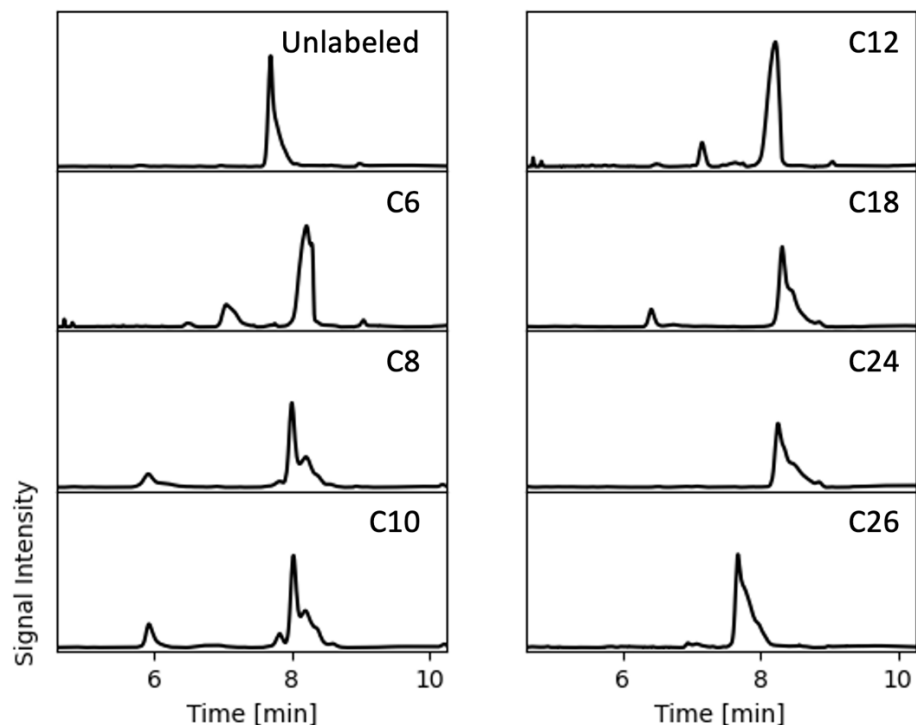 Unlabeled
C6
C8
C10
Signal Intensity
6 8 10
Time [min]
C12
C18
C24
C26
6 8 10
Time [min]